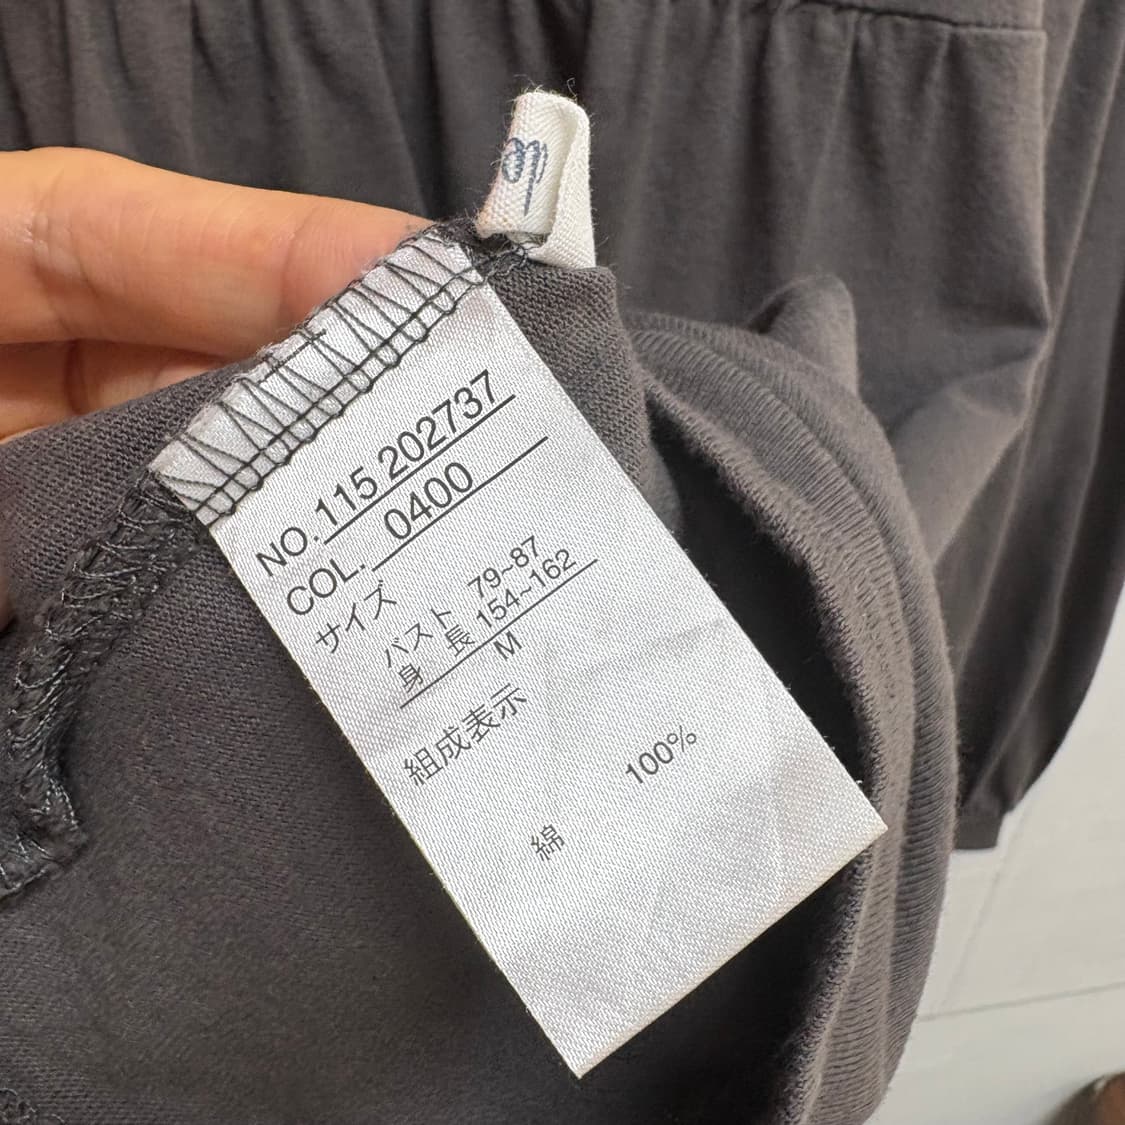 de
NO. 115 202737
COL. 0400
サイズ
バスト 79~87
身 長 154~162
M
組成表示
綿 100%